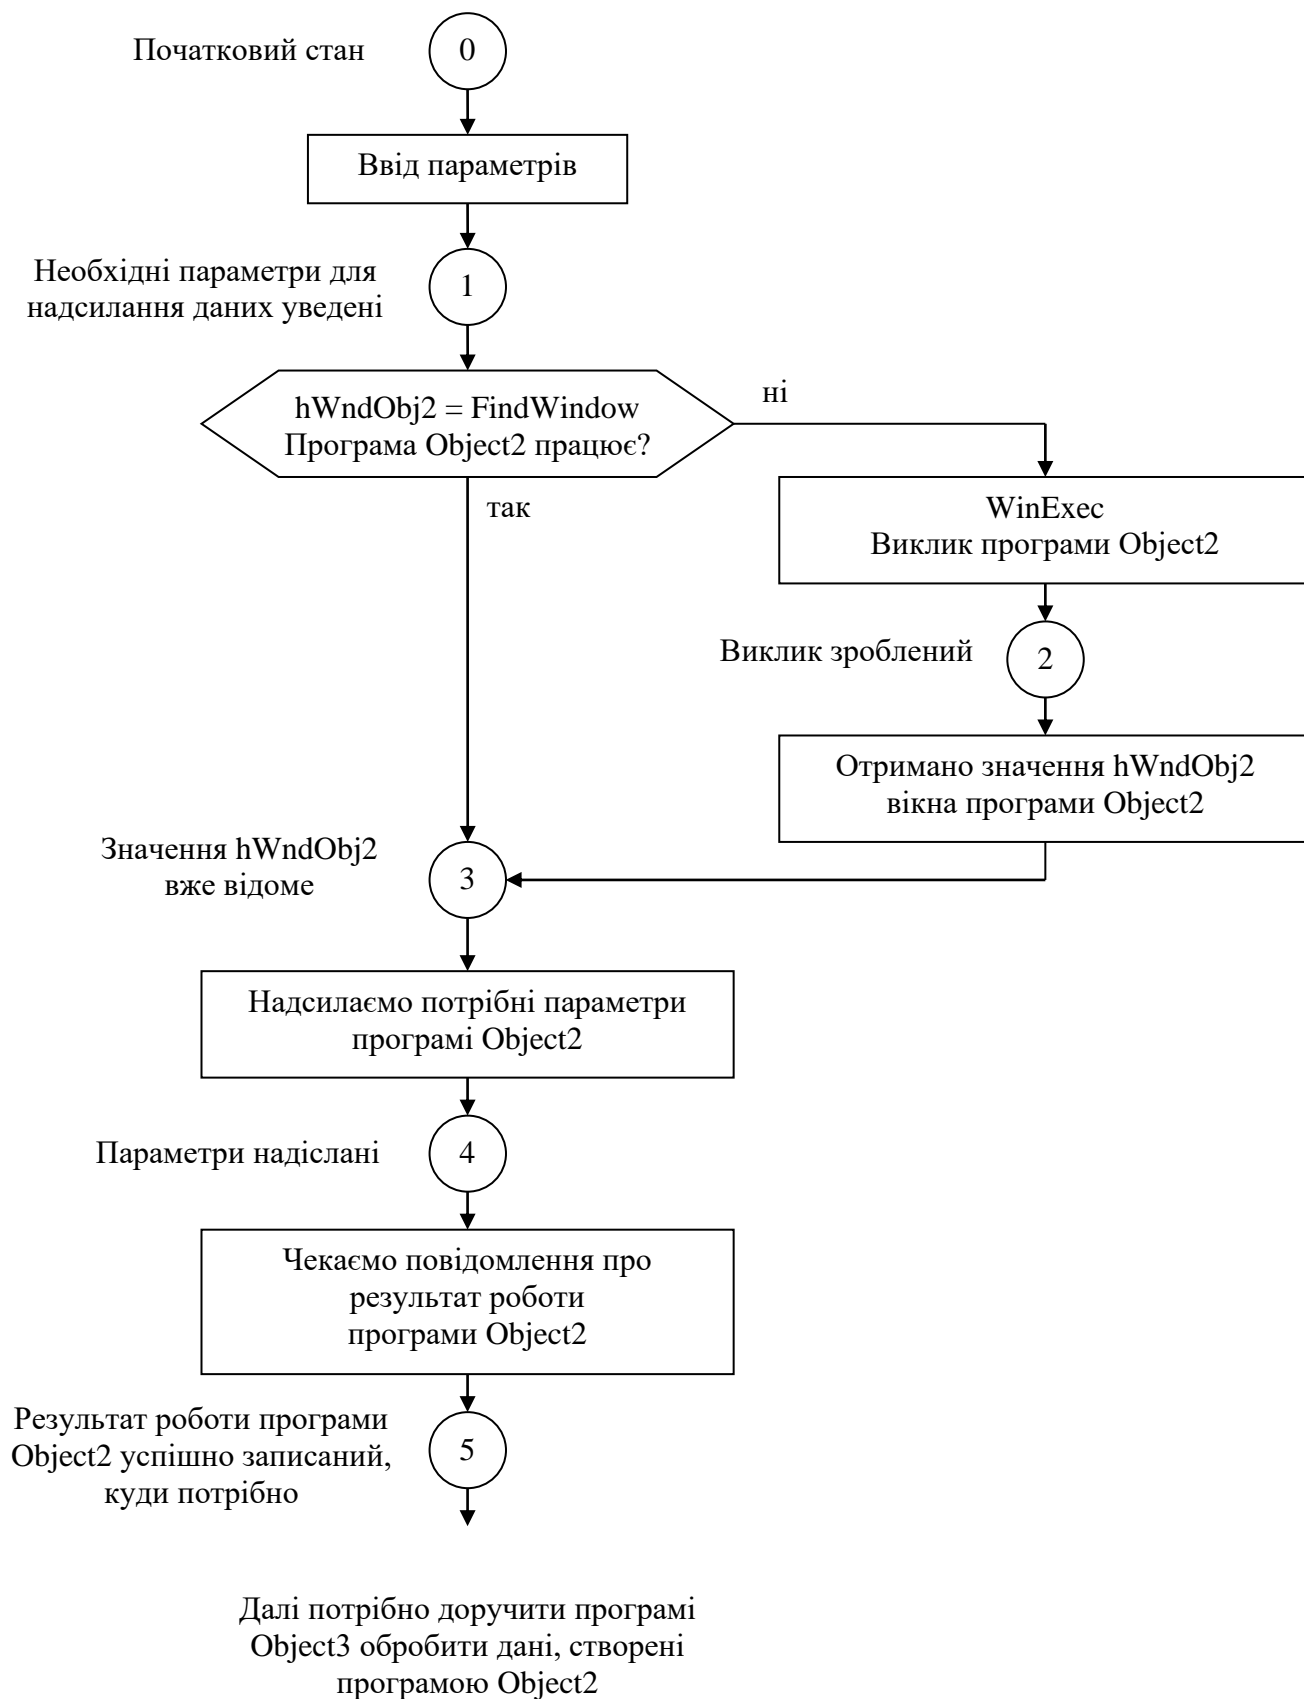 Початковий стан
0
Ввід параметрів
Необхідні параметри для
надсилання даних уведені
1
hWndObj2 = FindWindow
Програма Object2 працює?
ні
так
WinExec
Виклик програми Object2
Виклик зроблений
2
Отримано значення hWndObj2
вікна програми Object2
Значення hWndObj2
вже відоме
3
Надсилаємо потрібні параметри
програмі Object2
Параметри надіслані
4
Чекаємо повідомлення про
результат роботи
програми Object2
Результат роботи програми
Object2 успішно записаний,
куди потрібно
5
Далі потрібно доручити програмі
Object3 обробити дані, створені
програмою Object2